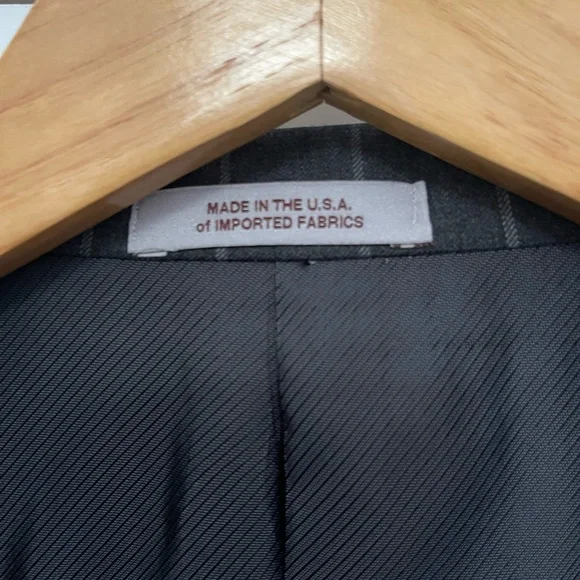 MADE IN THE U.S.A.
of IMPORTED FABRICS